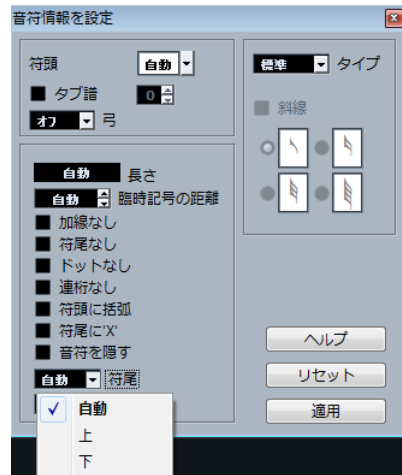 音符情報を設定
符頭 自動
タブ譜 0
オフ 弓
自動 長さ
自動 臨時記号の距離
加線なし
符尾なし
ドットなし
連桁なし
符頭に括弧
符尾に'X'
音符を隠す
自動 符尾
自動
上
下
標準 タイプ
斜線
ヘルプ
リセット
適用